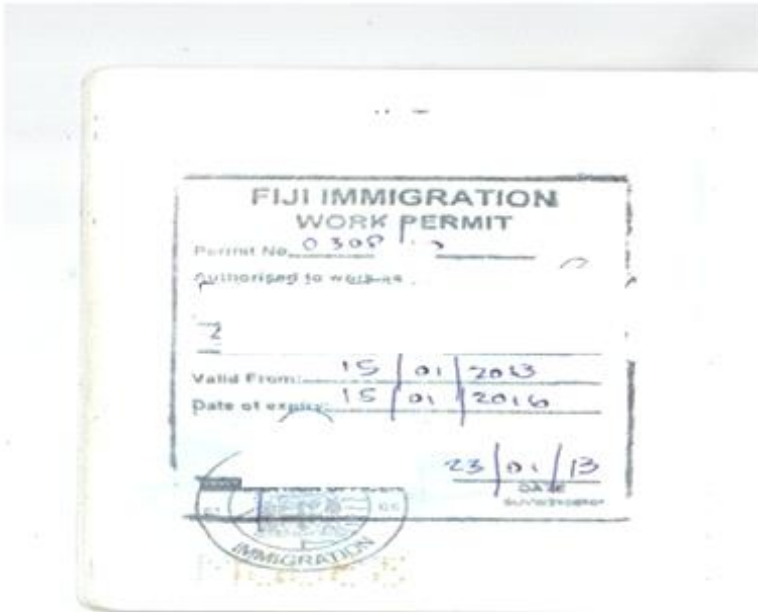 FIJI IMMIGRATION
WORK PERMIT
Permit No. 0308
Authorised to work as
Valid From: 15/01/2013
Date of expiry: 15/01/2016
23/01/13
DATE
IMMIGRATION